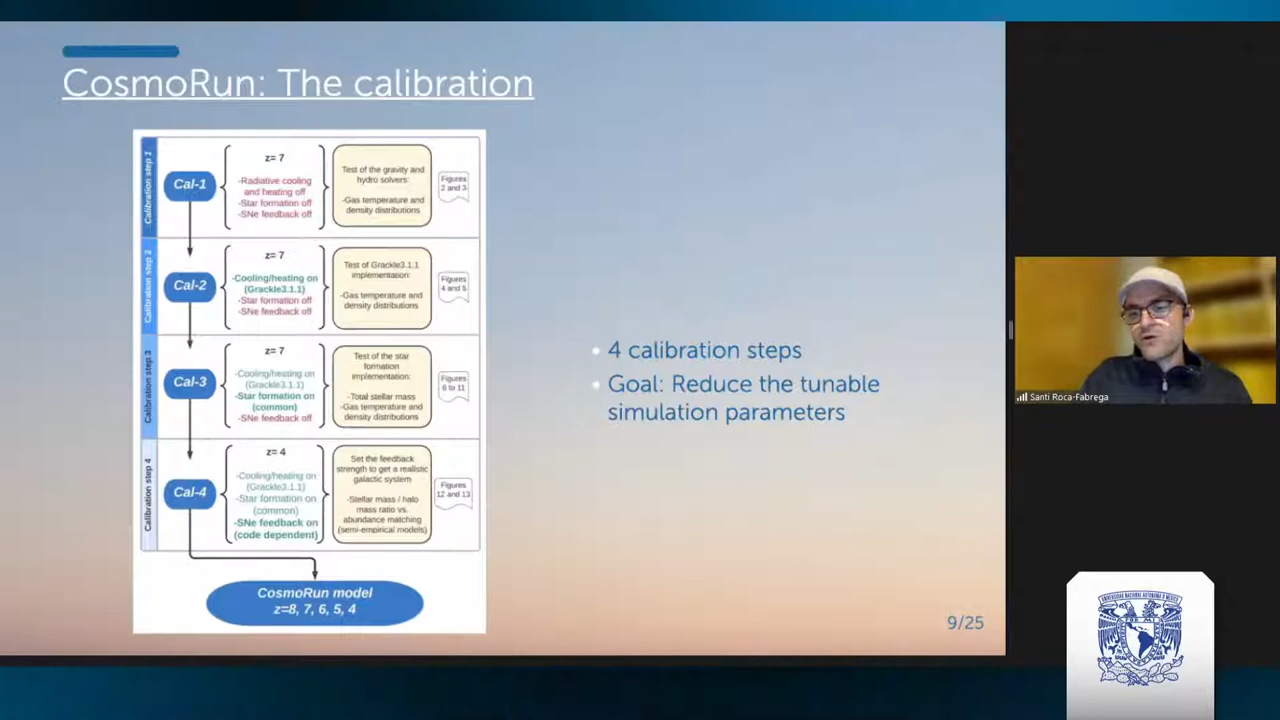 CosmoRun: The calibration
Calibration step 1
Cal-1
z= 7
-Radiative cooling
and heating off
-Star formation off
-SNe feedback off
Test of the gravity and
hydro solvers:
-Gas temperature and
density distributions
Figures
2 and 3
Calibration step 2
Cal-2
z= 7
-Cooling/heating on
(Grackle3.1.1)
-Star formation off
-SNe feedback off
Test of Grackle3.1.1
implementation:
-Gas temperature and
density distributions
Figures
4 and 5
Calibration step 3
Cal-3
z= 7
-Cooling/heating on
(Grackle3.1.1)
-Star formation on
(common)
-SNe feedback off
Test of the star
formation
implementation:
-Total stellar mass
-Gas temperature and
density distributions
Figures
6 to 11
Calibration step 4
Cal-4
z= 4
-Cooling/heating on
(Grackle3.1.1)
-Star formation on
(common)
-SNe feedback on
(code dependent)
Set the feedback
strength to get a realistic
galactic system
-Stellar mass / halo
mass ratio vs.
abundance matching
(semi-empirical models)
Figures
12 and 13
CosmoRun model
z=8, 7, 6, 5, 4
• 4 calibration steps
• Goal: Reduce the tunable
simulation parameters
9/25
Santi Roca-Fabrega